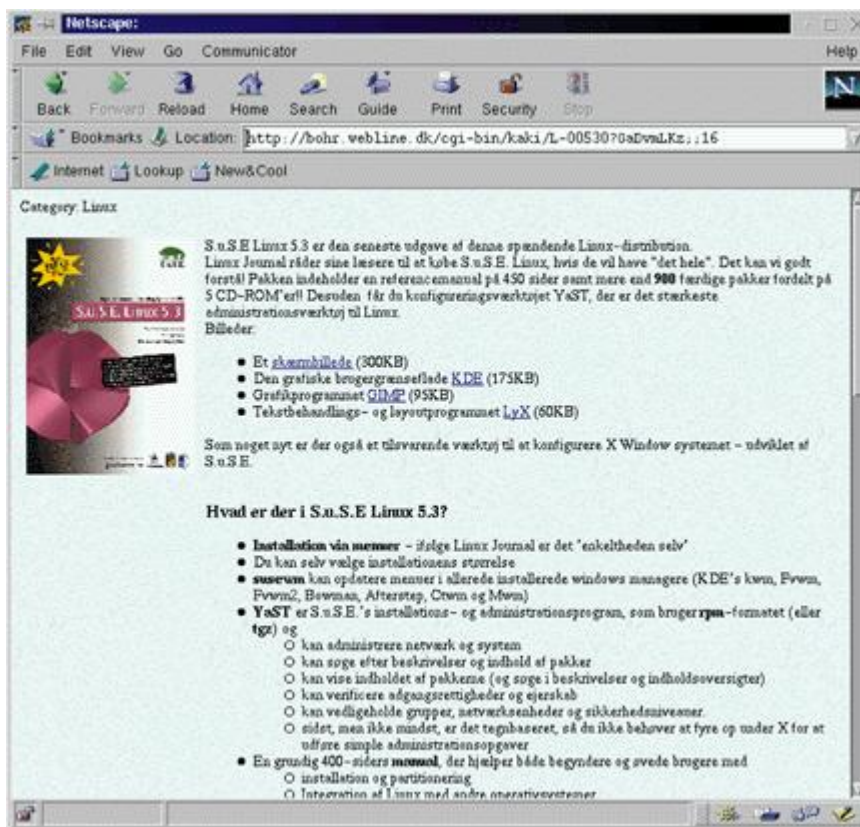 Netscape:
File Edit View Go Communicator Help
Back Forward Reload Home Search Guide Print Security Stop
N
Bookmarks Location: http://bohr.webline.dk/cgi-bin/kaki/L-00530?GaDvmLKz;;16
Internet Lookup New&Cool
Category: Linux
S.u.S.E. Linux 5.3
S.u.S.E Linux 5.3 er den seneste udgave af denne spændende Linux-distribution.
Linux Journal råder sine læsere til at købe S.u.S.E. Linux, hvis de vil have "det hele". Det kan vi godt
forstå! Pakken indeholder en referencemanual på 450 sider samt mere end 900 færdige pakker fordelt på
5 CD-ROM'er!! Desuden får du konfigureringsværktøjet YaST, der er det stærkeste
administrationsværktøj til Linux.
Billeder:
Et skærmbillede (300KB)
Den grafiske brugergrænseflade KDE (175KB)
Grafikprogrammet GIMP (95KB)
Tekstbehandlings- og layoutprogrammet LyX (60KB)
Som noget nyt er der også et tilsvarende værktøj til at konfigurere X Window systemet - udviklet af
S.u.S.E.
Hvad er der i S.u.S.E Linux 5.3?
Installation via menuer - ifølge Linux Journal er det "enkeltheden selv"
Du kan selv vælge installationens størrelse
susewm kan opdatere menuer i allerede installerede windows managere (KDE's kwm, Fvwm,
Fvwm2, Bowman, Afterstep, Ctwm og Mwm)
YaST er S.u.S.E.'s installations- og administrationsprogram, som bruger rpm-formatet (eller
tgz) og
kan administrere netværk og system
kan søge efter beskrivelser og indhold af pakker
kan vise indholdet af pakkerne (og søge i beskrivelser og indholdsoversigter)
kan verificere adgangsrettigheder og ejerskab
kan vedligeholde grupper, netværksenheder og sikkerhedsniveauer.
sidst, men ikke mindst, er det tegnbaseret, så du ikke behøver at fyre op under X for at
udføre simple administrationsopgaver
En grundig 400-siders manual, der hjælper både begyndere og øvede brugere med
installation og partitionering
Integration af Linux med andre operativsystemer